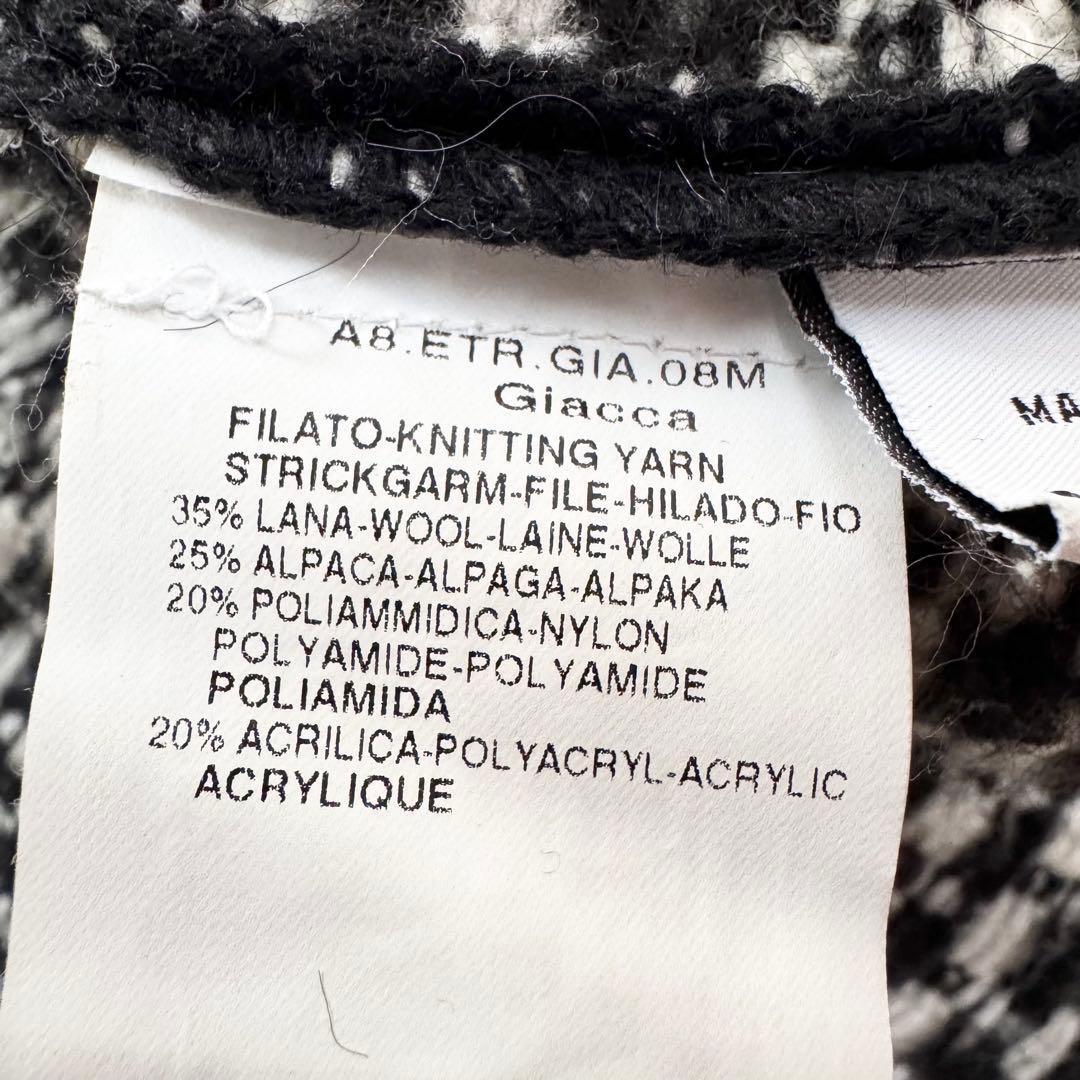 A8.ETR.GIA.08M
Giacca
FILATO-KNITTING YARN
STRICKGARM-FILE-HILADO-FIO
35% LANA-WOOL-LAINE-WOLLE
25% ALPACA-ALPAGA-ALPAKA
20% POLIAMMIDICA-NYLON
POLYAMIDE-POLYAMIDE
POLIAMIDA
20% ACRILICA-POLYACRYL-ACRYLIC
ACRYLIQUE
MA